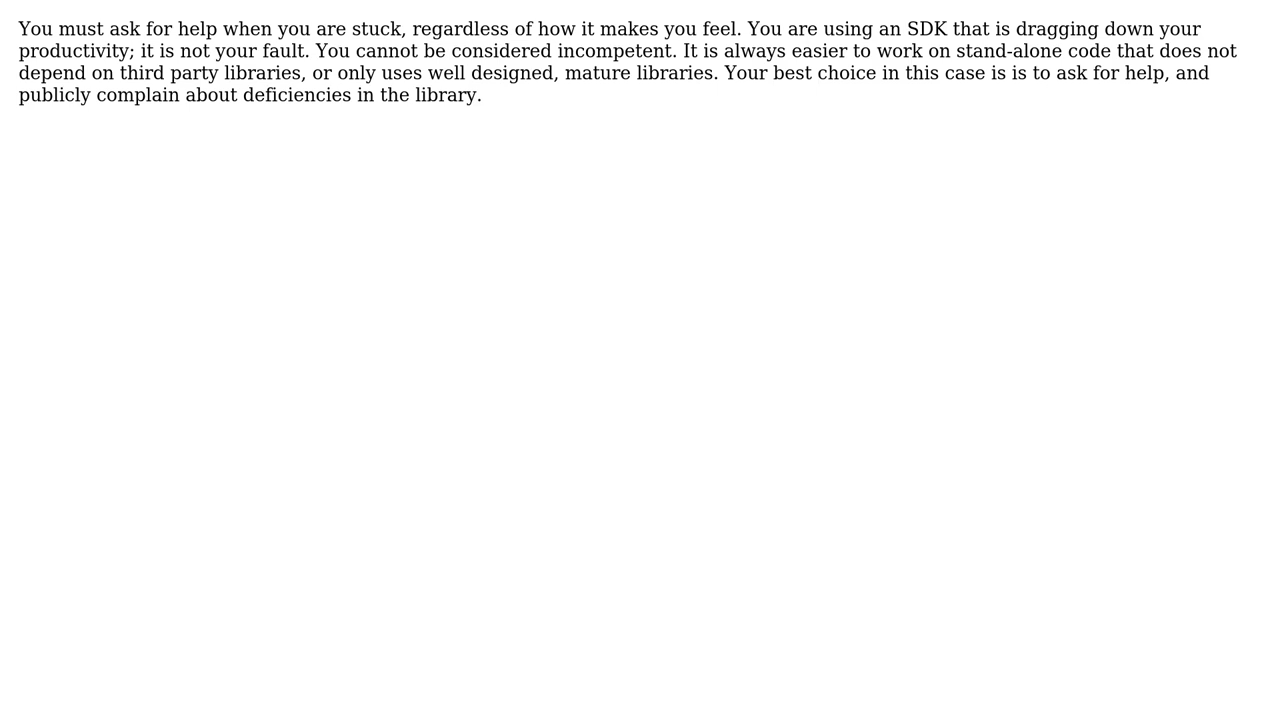 You must ask for help when you are stuck, regardless of how it makes you feel. You are using an SDK that is dragging down your
productivity; it is not your fault. You cannot be considered incompetent. It is always easier to work on stand-alone code that does not
depend on third party libraries, or only uses well designed, mature libraries. Your best choice in this case is is to ask for help, and
publicly complain about deficiencies in the library.